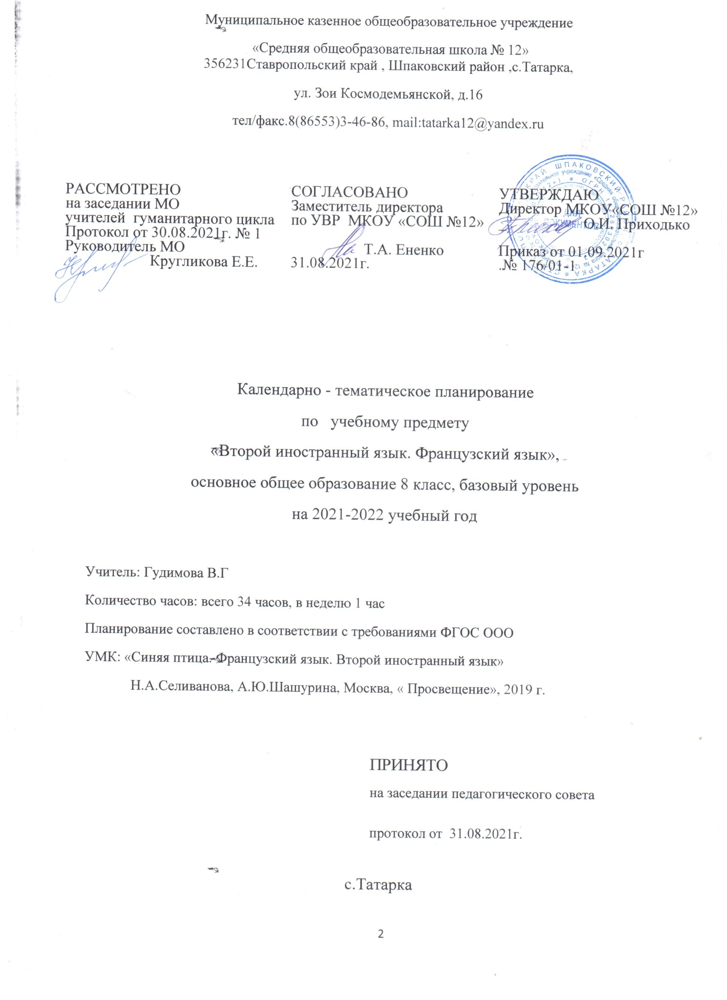 Муниципальное казенное общеобразовательное учреждение
«Средняя общеобразовательная школа № 12»
356231Ставропольский край , Шпаковский район ,с.Татарка,
ул. Зои Космодемьянской, д.16
тел/факс.8(86553)3-46-86, mail:tatarka12@yandex.ru
РАССМОТРЕНО
на заседании МО
учителей гуманитарного цикла
Протокол от 30.08.2021г. № 1
Руководитель МО
Кругликова Е.Е.
СОГЛАСОВАНО
Заместитель директора
по УВР МКОУ «СОШ №12»
Т.А. Ененко
31.08.2021г.
УТВЕРЖДАЮ
Директор МКОУ«СОШ №12»
О.И. Приходько
Приказ от 01.09.2021г
.№ 176/01-1
КРАЙ, ШПАКОВСКИЙ РАЙОН, с. ТАТАРКА
ДЛЯ
ДОКУМЕНТОВ
Календарно - тематическое планирование
по учебному предмету
«Второй иностранный язык. Французский язык»,
основное общее образование 8 класс, базовый уровень
на 2021-2022 учебный год
Учитель: Гудимова В.Г
Количество часов: всего 34 часов, в неделю 1 час
Планирование составлено в соответствии с требованиями ФГОС ООО
УМК: «Синяя птица. Французский язык. Второй иностранный язык»
Н.А.Селиванова, А.Ю.Шашурина, Москва, « Просвещение», 2019 г.
ПРИНЯТО
на заседании педагогического совета
протокол от 31.08.2021г.
с.Татарка
2